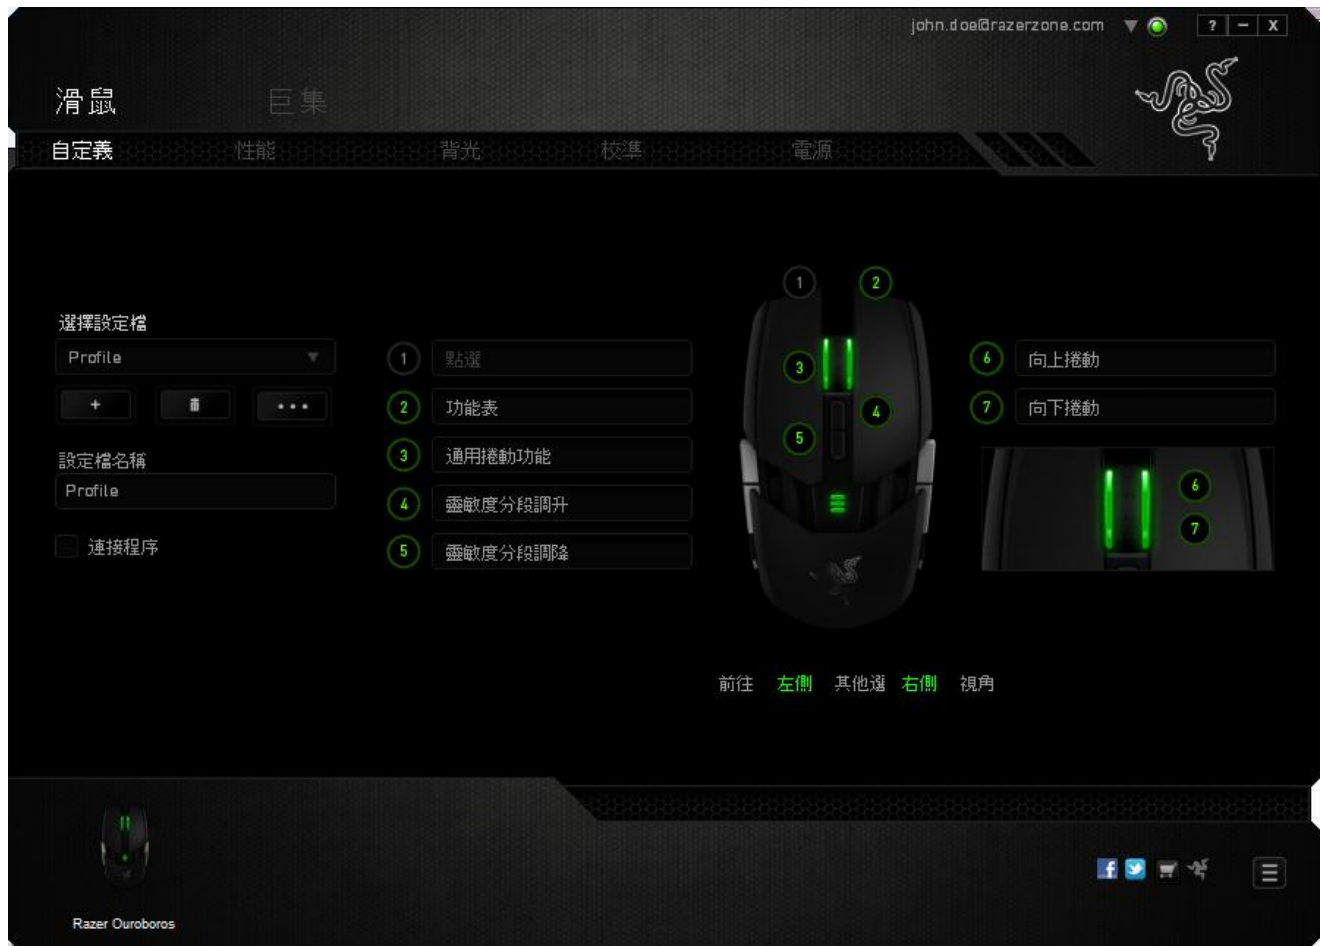 john.doe@razerzone.com ? − X
滑鼠 巨集
自定義 性能 背光 校準 電源
選擇設定檔
Profile
+
設定檔名稱
Profile
連接程序
1 點選
2 功能表
3 通用捲動功能
4 靈敏度分段調升
5 靈敏度分段調降
1 2
3
4
5
6 向上捲動
7 向下捲動
6
7
前往 左側 其他選 右側 視角
Razer Ouroboros